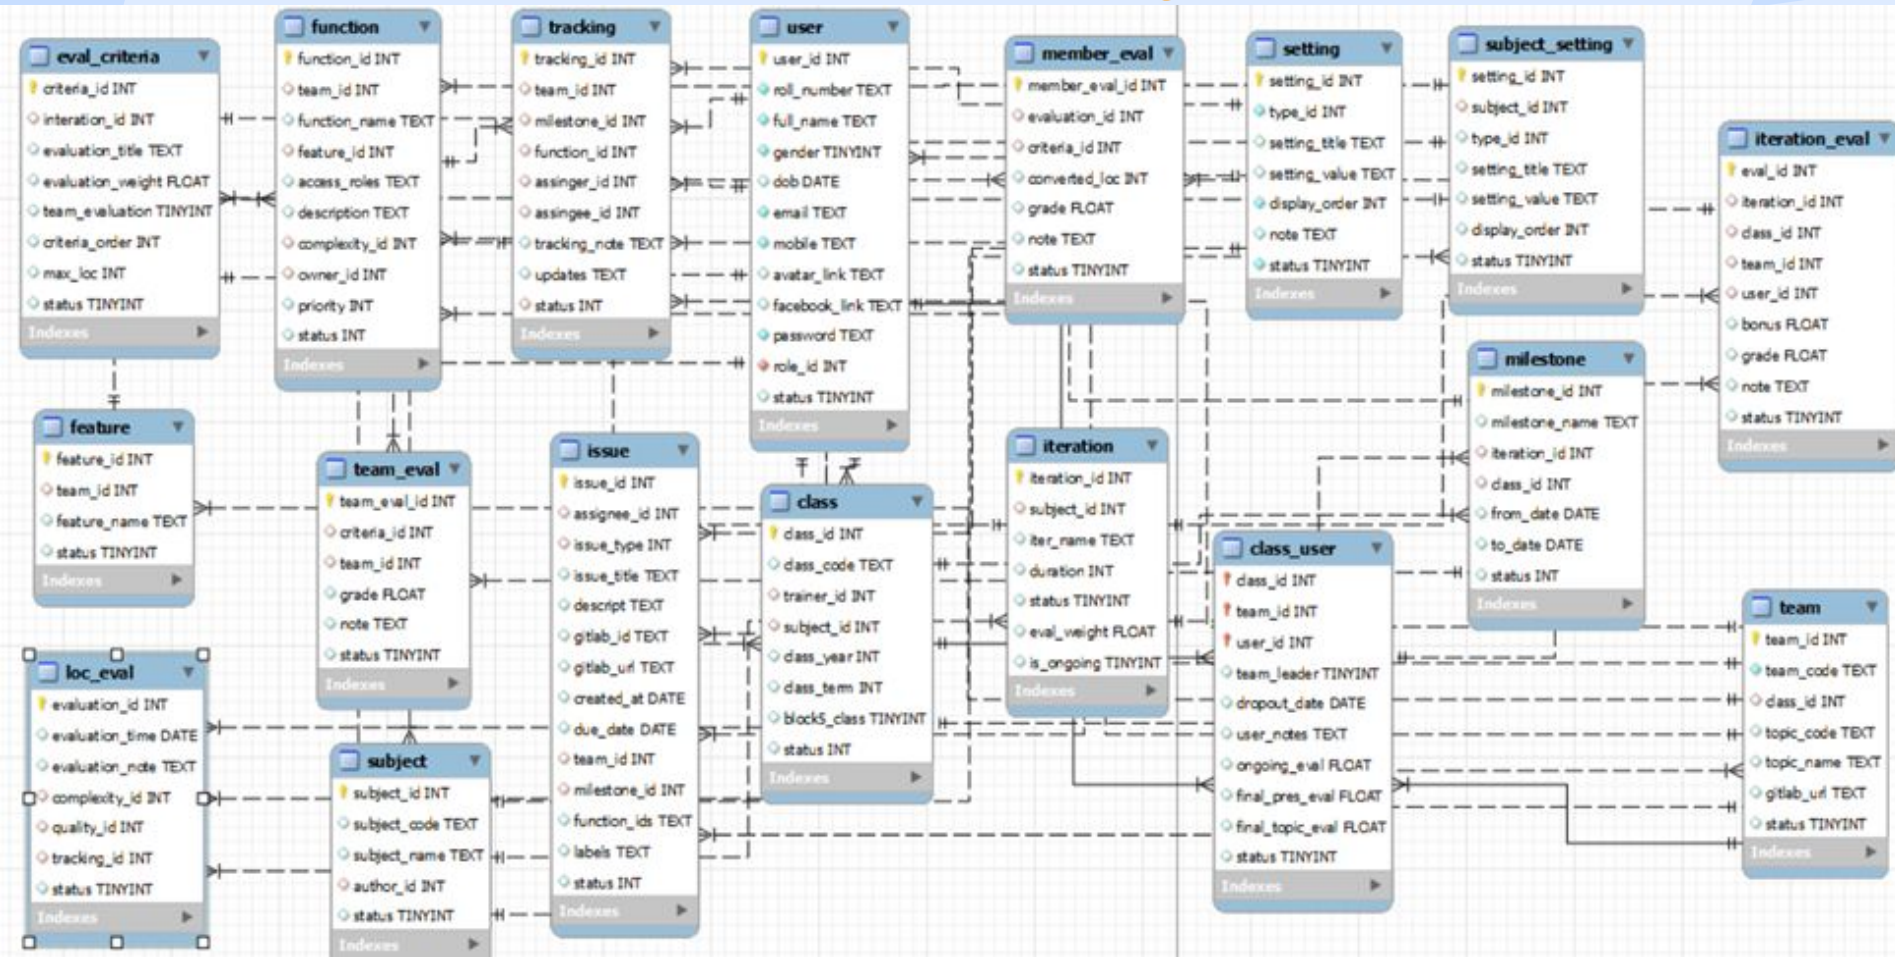 eval_criteria
criteria_id INT
interation_id INT
evaluation_title TEXT
evaluation_weight FLOAT
team_evaluation TINYINT
criteria_order INT
max_loc INT
status TINYINT
Indexes
function
function_id INT
team_id INT
function_name TEXT
feature_id INT
access_roles TEXT
description TEXT
complexity_id INT
owner_id INT
priority INT
status INT
Indexes
tracking
tracking_id INT
team_id INT
milestone_id INT
function_id INT
assinger_id INT
assingee_id INT
tracking_note TEXT
updates TEXT
status INT
Indexes
user
user_id INT
roll_number TEXT
full_name TEXT
gender TINYINT
dob DATE
email TEXT
mobile TEXT
avatar_link TEXT
facebook_link TEXT
password TEXT
role_id INT
status TINYINT
Indexes
member_eval
member_eval_id INT
evaluation_id INT
criteria_id INT
converted_loc INT
grade FLOAT
note TEXT
status TINYINT
Indexes
setting
setting_id INT
type_id INT
setting_title TEXT
setting_value TEXT
display_order INT
note TEXT
status TINYINT
Indexes
subject_setting
setting_id INT
subject_id INT
type_id INT
setting_title TEXT
setting_value TEXT
display_order INT
status TINYINT
Indexes
iteration_eval
eval_id INT
iteration_id INT
class_id INT
team_id INT
user_id INT
bonus FLOAT
grade FLOAT
note TEXT
status TINYINT
Indexes
feature
feature_id INT
team_id INT
feature_name TEXT
status TINYINT
Indexes
team_eval
team_eval_id INT
criteria_id INT
team_id INT
grade FLOAT
note TEXT
status TINYINT
Indexes
issue
issue_id INT
assignee_id INT
issue_type INT
issue_title TEXT
descript TEXT
gitlab_id TEXT
gitlab_url TEXT
created_at DATE
due_date DATE
team_id INT
milestone_id INT
function_ids TEXT
labels TEXT
status INT
Indexes
class
class_id INT
class_code TEXT
trainer_id INT
subject_id INT
class_year INT
class_term INT
block5_class TINYINT
status INT
Indexes
iteration
iteration_id INT
subject_id INT
iter_name TEXT
duration INT
status TINYINT
eval_weight FLOAT
is_ongoing TINYINT
Indexes
milestone
milestone_id INT
milestone_name TEXT
iteration_id INT
class_id INT
from_date DATE
to_date DATE
status INT
Indexes
class_user
class_id INT
team_id INT
user_id INT
team_leader TINYINT
dropout_date DATE
user_notes TEXT
ongoing_eval FLOAT
final_pres_eval FLOAT
final_topic_eval FLOAT
status TINYINT
Indexes
team
team_id INT
team_code TEXT
class_id INT
topic_code TEXT
topic_name TEXT
gitlab_url TEXT
status TINYINT
Indexes
loc_eval
evaluation_id INT
evaluation_time DATE
evaluation_note TEXT
complexity_id INT
quality_id INT
tracking_id INT
status TINYINT
Indexes
subject
subject_id INT
subject_code TEXT
subject_name TEXT
author_id INT
status TINYINT
Indexes